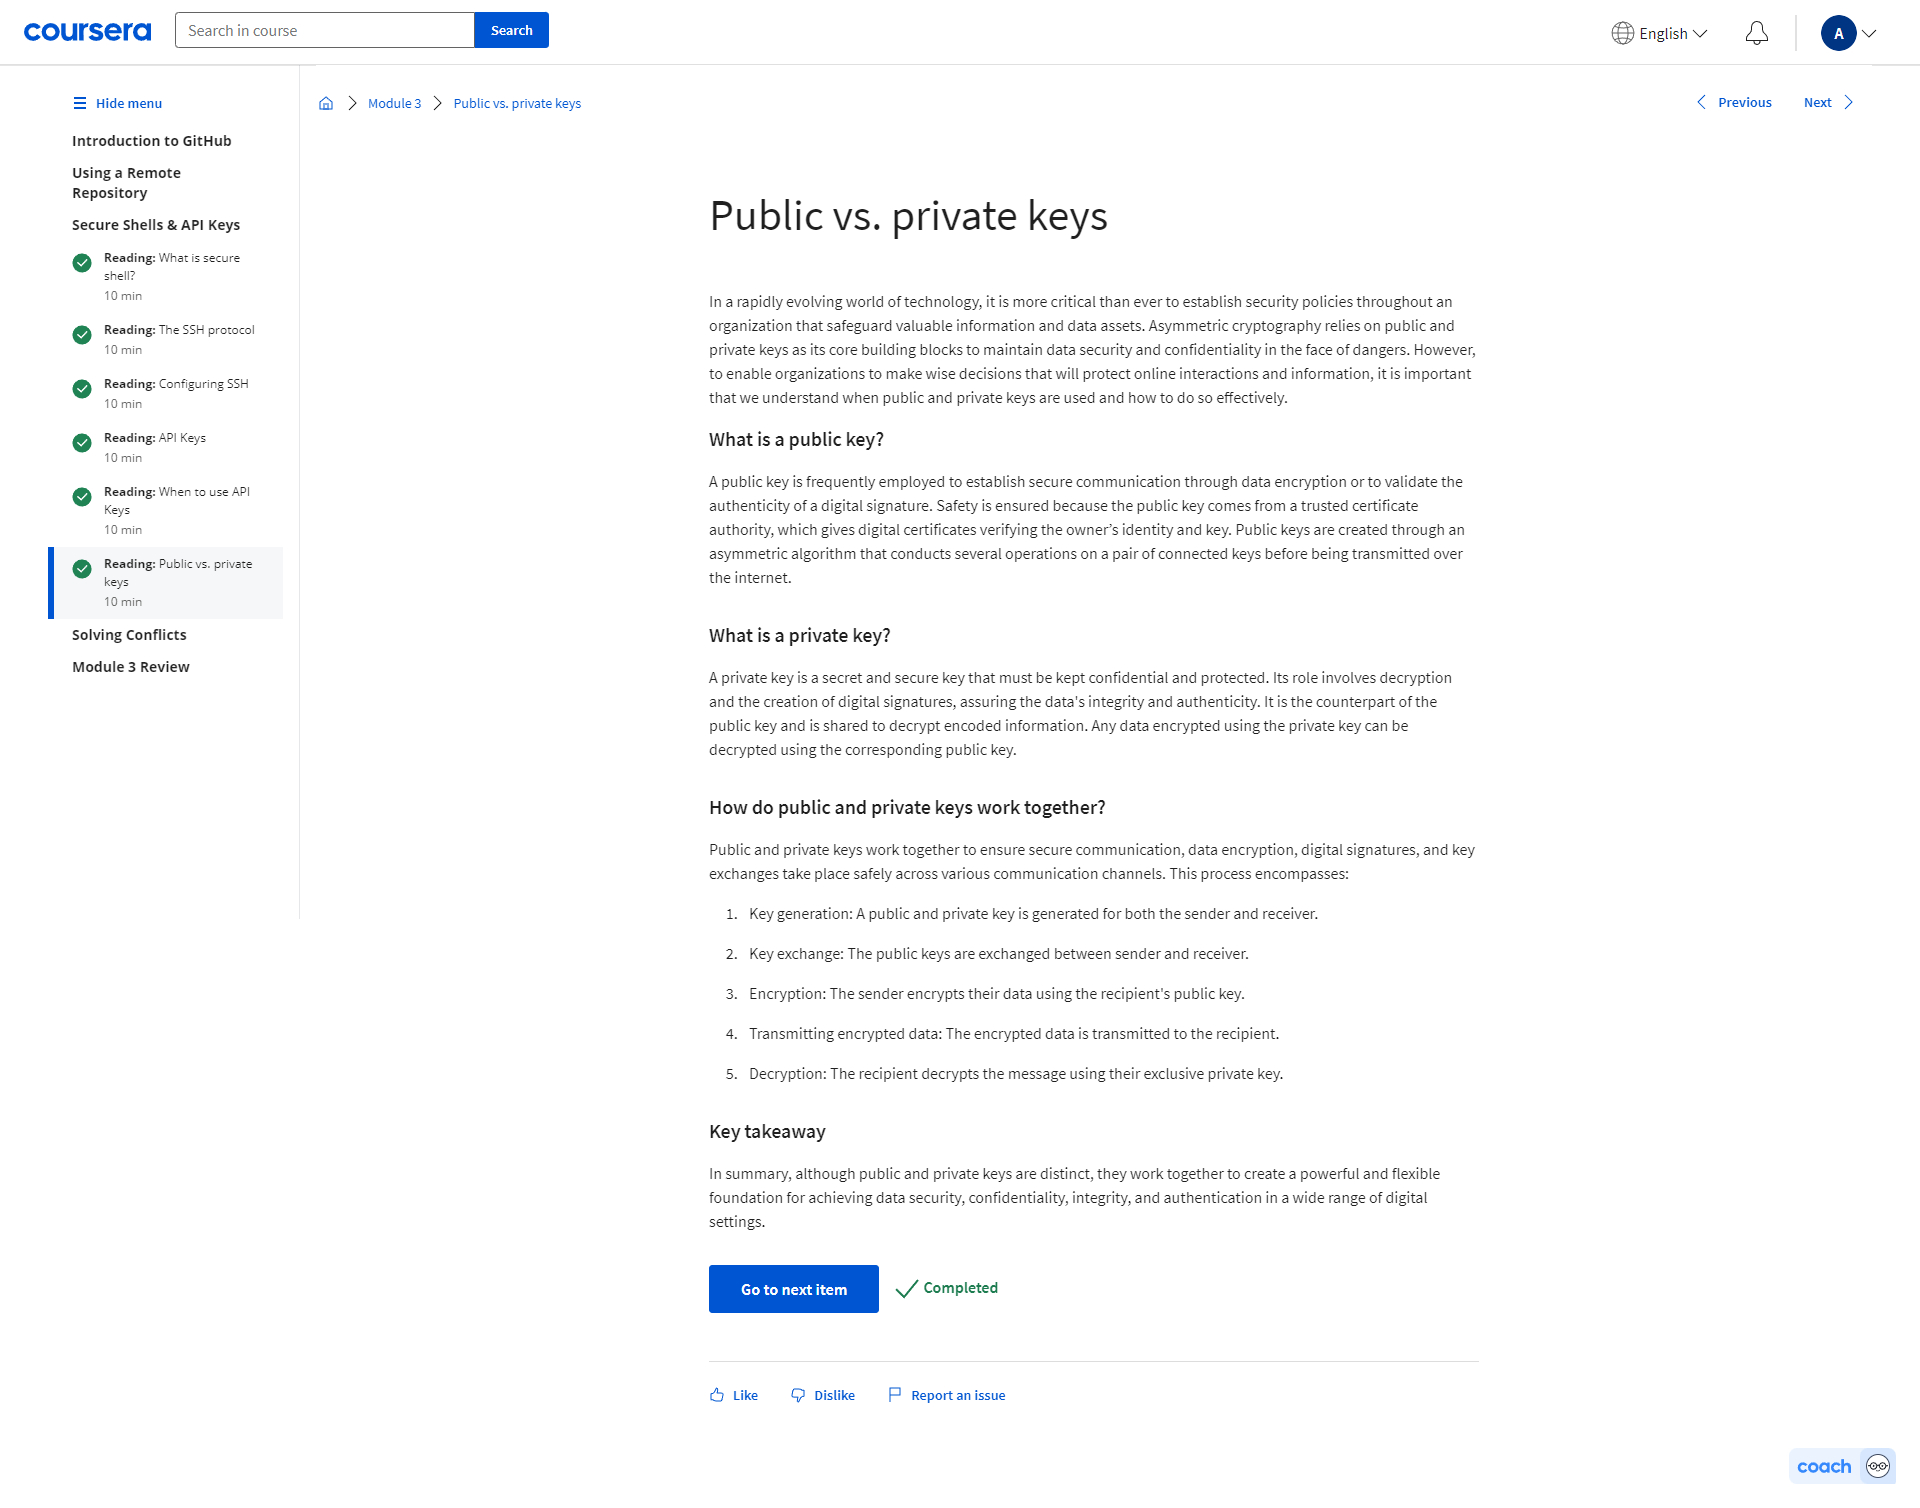 coursera
Search in course
Search
English
A
Hide menu
Introduction to GitHub
Using a Remote
Repository
Secure Shells & API Keys
Reading: What is secure
shell?
10 min
Reading: The SSH protocol
10 min
Reading: Configuring SSH
10 min
Reading: API Keys
10 min
Reading: When to use API
Keys
10 min
Reading: Public vs. private
keys
10 min
Solving Conflicts
Module 3 Review
Module 3
Public vs. private keys
Previous
Next
Public vs. private keys
In a rapidly evolving world of technology, it is more critical than ever to establish security policies throughout an
organization that safeguard valuable information and data assets. Asymmetric cryptography relies on public and
private keys as its core building blocks to maintain data security and confidentiality in the face of dangers. However,
to enable organizations to make wise decisions that will protect online interactions and information, it is important
that we understand when public and private keys are used and how to do so effectively.
What is a public key?
A public key is frequently employed to establish secure communication through data encryption or to validate the
authenticity of a digital signature. Safety is ensured because the public key comes from a trusted certificate
authority, which gives digital certificates verifying the owner’s identity and key. Public keys are created through an
asymmetric algorithm that conducts several operations on a pair of connected keys before being transmitted over
the internet.
What is a private key?
A private key is a secret and secure key that must be kept confidential and protected. Its role involves decryption
and the creation of digital signatures, assuring the data's integrity and authenticity. It is the counterpart of the
public key and is shared to decrypt encoded information. Any data encrypted using the private key can be
decrypted using the corresponding public key.
How do public and private keys work together?
Public and private keys work together to ensure secure communication, data encryption, digital signatures, and key
exchanges take place safely across various communication channels. This process encompasses:
1. Key generation: A public and private key is generated for both the sender and receiver.
2. Key exchange: The public keys are exchanged between sender and receiver.
3. Encryption: The sender encrypts their data using the recipient's public key.
4. Transmitting encrypted data: The encrypted data is transmitted to the recipient.
5. Decryption: The recipient decrypts the message using their exclusive private key.
Key takeaway
In summary, although public and private keys are distinct, they work together to create a powerful and flexible
foundation for achieving data security, confidentiality, integrity, and authentication in a wide range of digital
settings.
Go to next item
Completed
Like
Dislike
Report an issue
coach